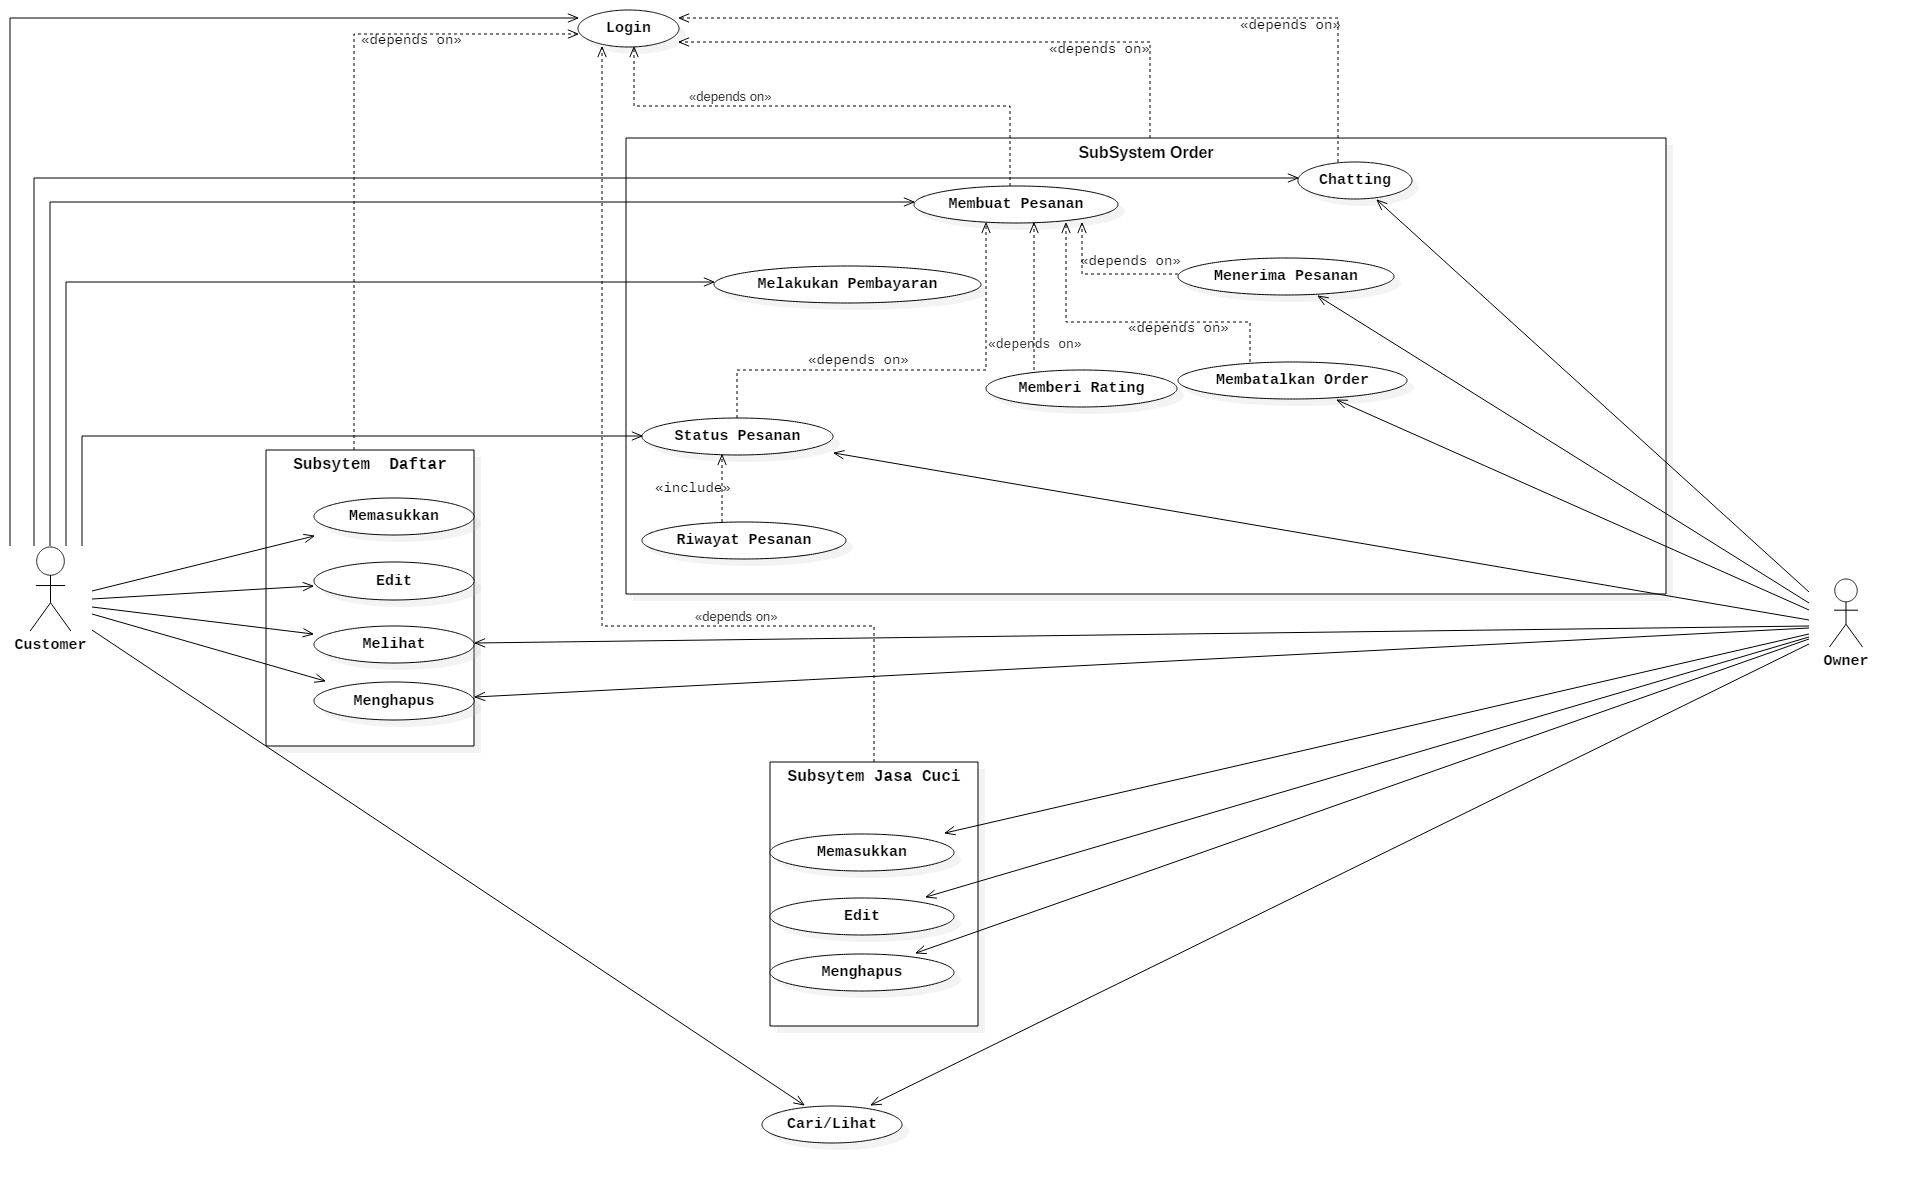 Login
«depends on»
«depends on»
«depends on»
«depends on»
SubSystem Order
Chatting
Membuat Pesanan
«depends on»
Menerima Pesanan
Melakukan Pembayaran
«depends on»
«depends on»
«depends on»
Membatalkan Order
Memberi Rating
Status Pesanan
«include»
Riwayat Pesanan
Subsytem  Daftar
Memasukkan
Edit
Melihat
Menghapus
Customer
Owner
«depends on»
Subsytem Jasa Cuci
Memasukkan
Edit
Menghapus
Cari/Lihat